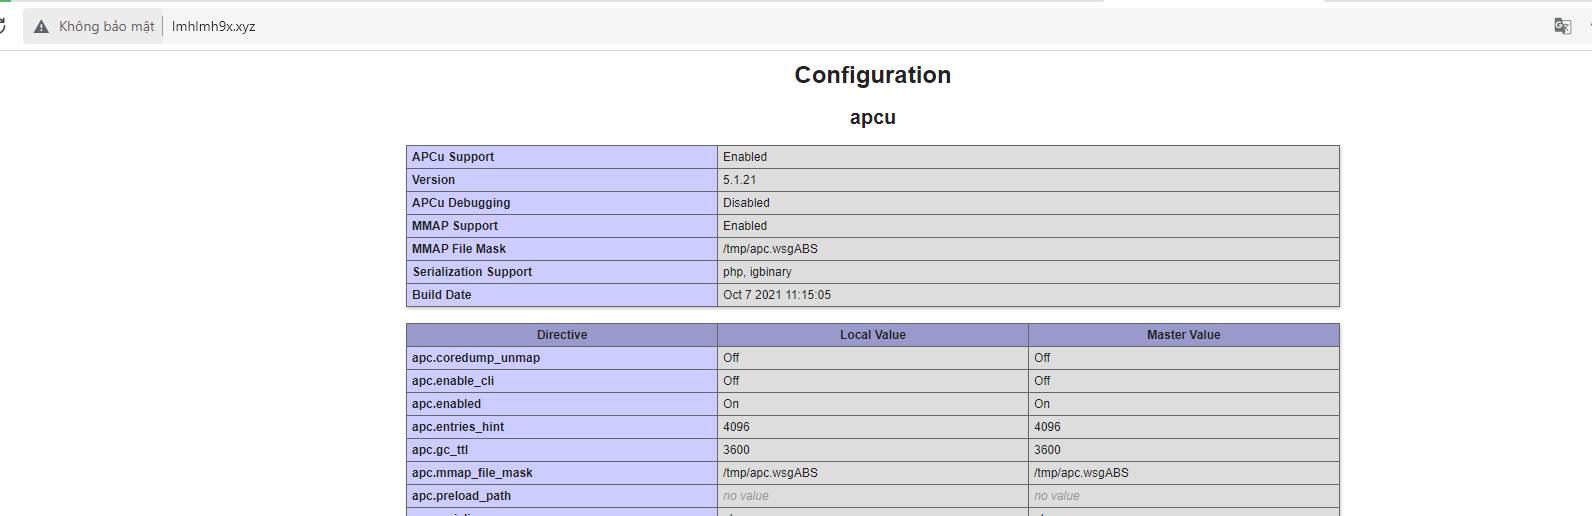 Không bảo mật lmhlmh9x.xyz
Configuration
apcu
APCu Support Enabled
Version 5.1.21
APCu Debugging Disabled
MMAP Support Enabled
MMAP File Mask /tmp/apc.wsgABS
Serialization Support php, igbinary
Build Date Oct 7 2021 11:15:05
Directive Local Value Master Value
apc.coredump_unmap Off Off
apc.enable_cli Off Off
apc.enabled On On
apc.entries_hint 4096 4096
apc.gc_ttl 3600 3600
apc.mmap_file_mask /tmp/apc.wsgABS /tmp/apc.wsgABS
apc.preload_path no value no value